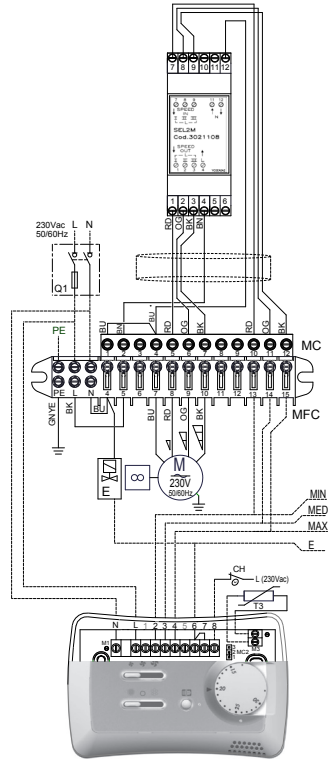 7 8 9 10 11 12
SPEED
IN
N
SEL2M
Cod.3021108
SPEED
OUT
1 2 3 4 5 6
RD
OG
BK
BN
230Vac L N
50/60Hz
Q1
PE
BU
BN
BU
RD
OG
BK
RD
OG
BK
1 2 3 4 5 6 7 8 9 10 11 12 MC
PE L N 4 5 6 7 8 9 10 11 12 13 14 15
MFC
GNYE
BK
BU
BU
RD
OG
BK
M
230V
50/60Hz
E
8
MIN
MED
MAX
E
CH
L (230Vac)
T3
N L 1 2 3 4 5 6 7 8
M1
M3
MC2